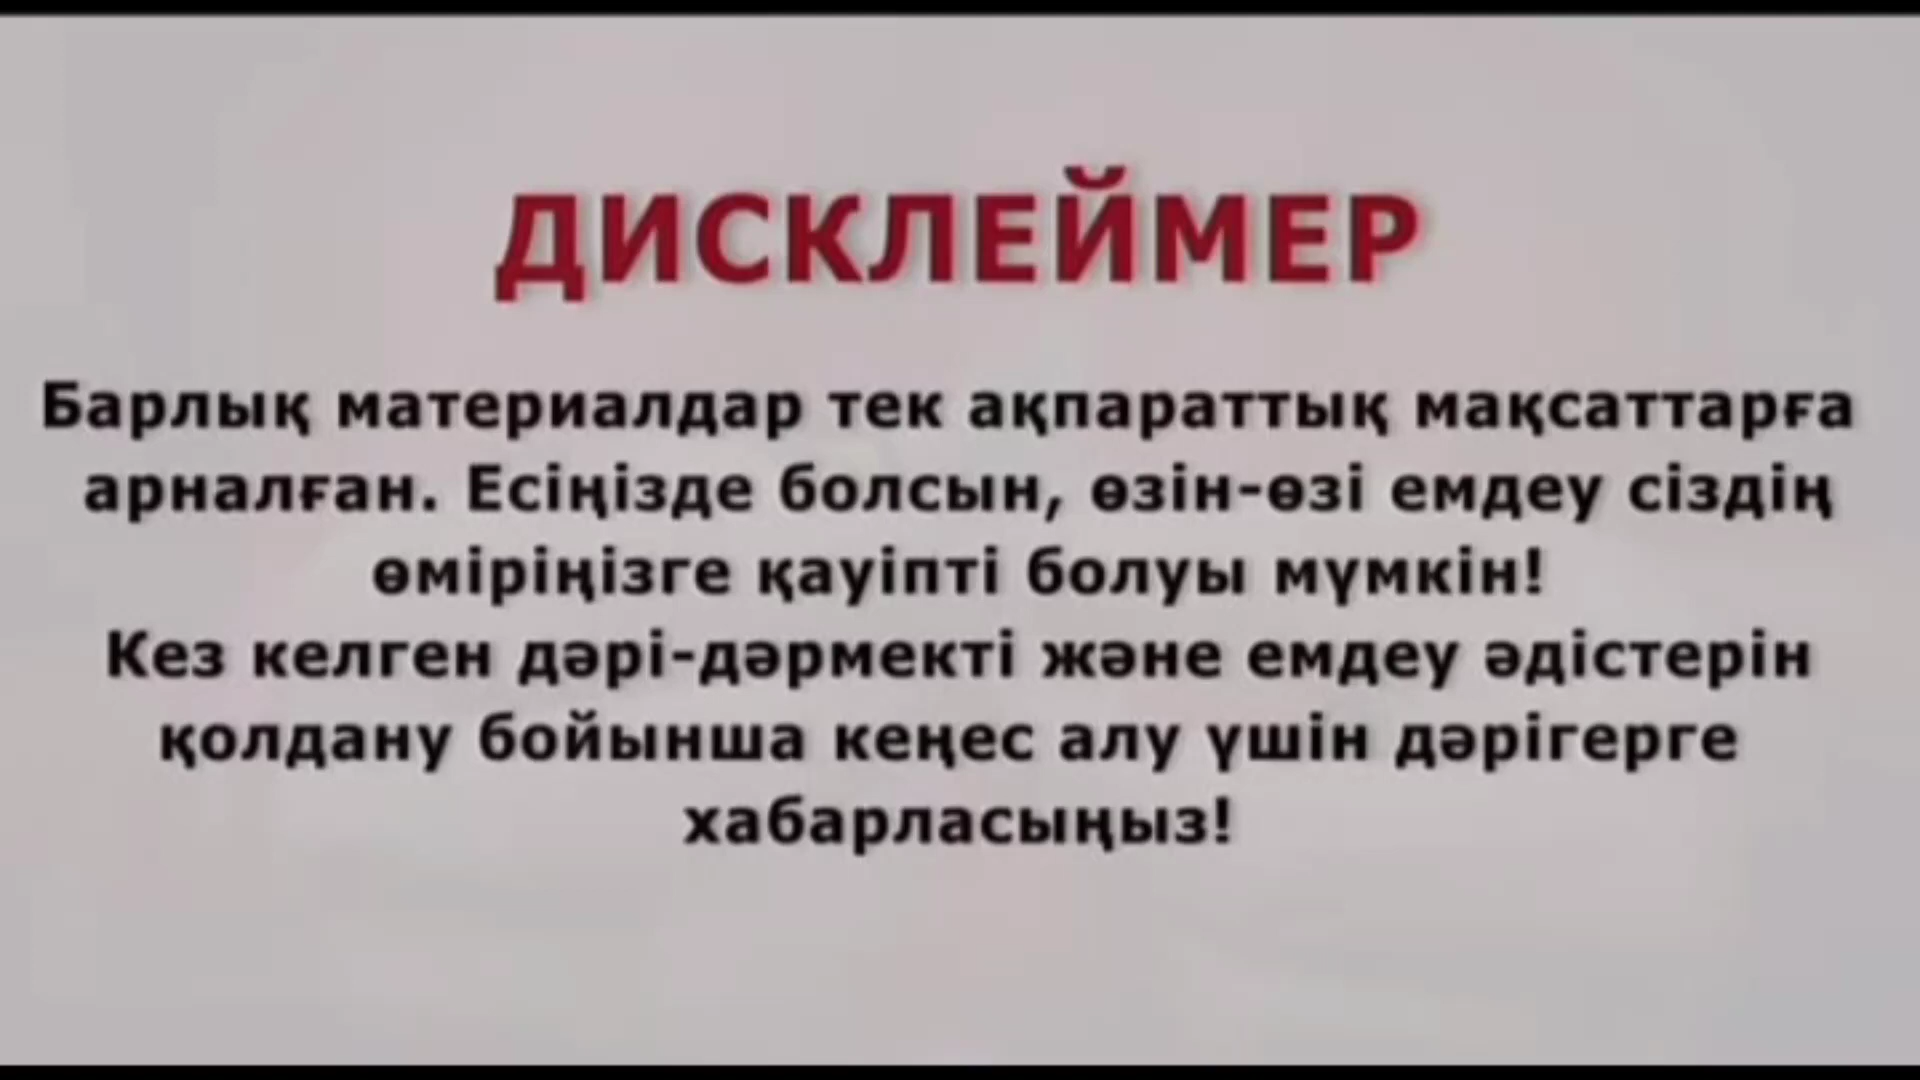 ДИСКЛЕЙМЕР
Барлық материалдар тек ақпараттық мақсаттарға
арналған. Есіңізде болсын, өзін-өзі емдеу сіздің
өміріңізге қауіпті болуы мүмкін!
Кез келген дәрі-дәрмекті және емдеу әдістерін
қолдану бойынша кеңес алу үшін дәрігерге
хабарласыңыз!